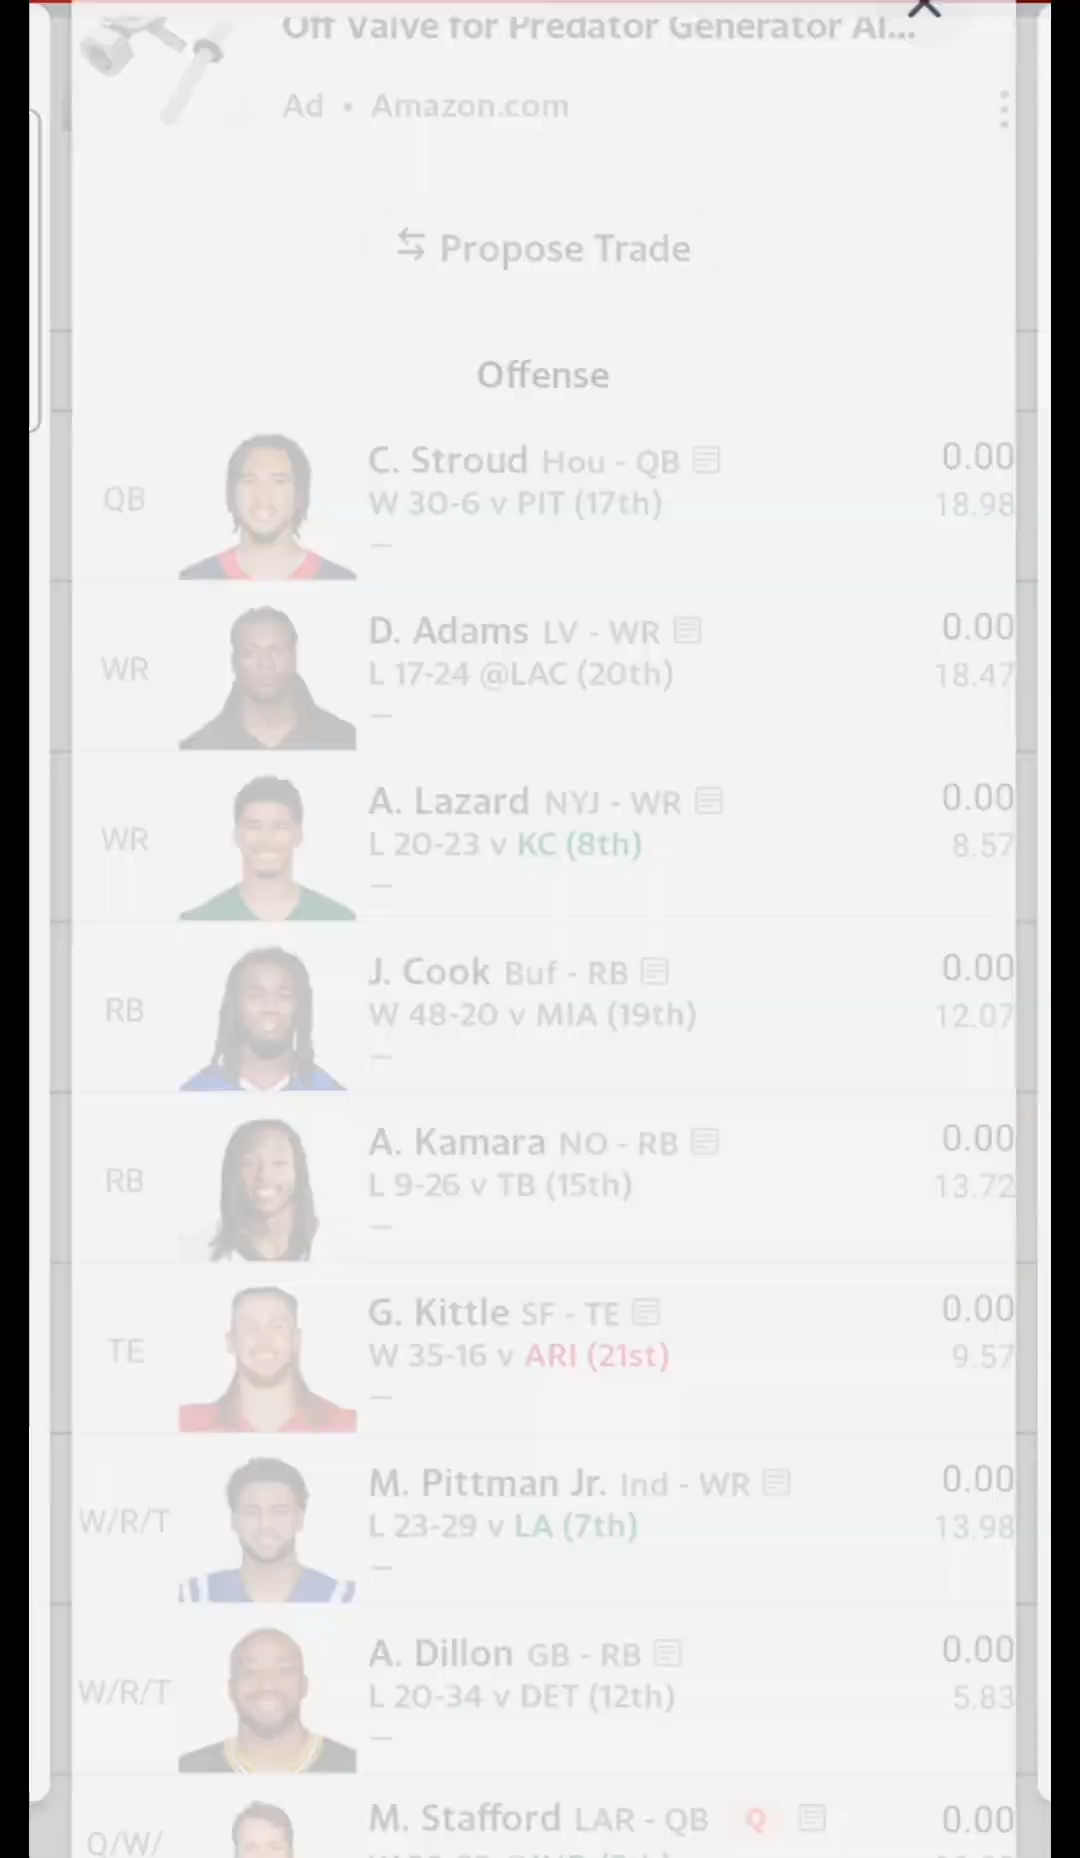 Off Valve for Predator Generator Al...
Ad • Amazon.com
Propose Trade
Offense
QB
C. Stroud Hou - QB
0.00
W 30-6 v PIT (17th)
18.98
–
WR
D. Adams LV - WR
0.00
L 17-24 @LAC (20th)
18.47
–
WR
A. Lazard NYJ - WR
0.00
L 20-23 v KC (8th)
8.57
–
RB
J. Cook Buf - RB
0.00
W 48-20 v MIA (19th)
12.07
–
RB
A. Kamara NO - RB
0.00
L 9-26 v TB (15th)
13.72
–
TE
G. Kittle SF - TE
0.00
W 35-16 v ARI (21st)
9.57
–
W/R/T
M. Pittman Jr. Ind - WR
0.00
L 23-29 v LA (7th)
13.98
–
W/R/T
A. Dillon GB - RB
0.00
L 20-34 v DET (12th)
5.83
–
Q/W/
M. Stafford LAR - QB Q
0.00